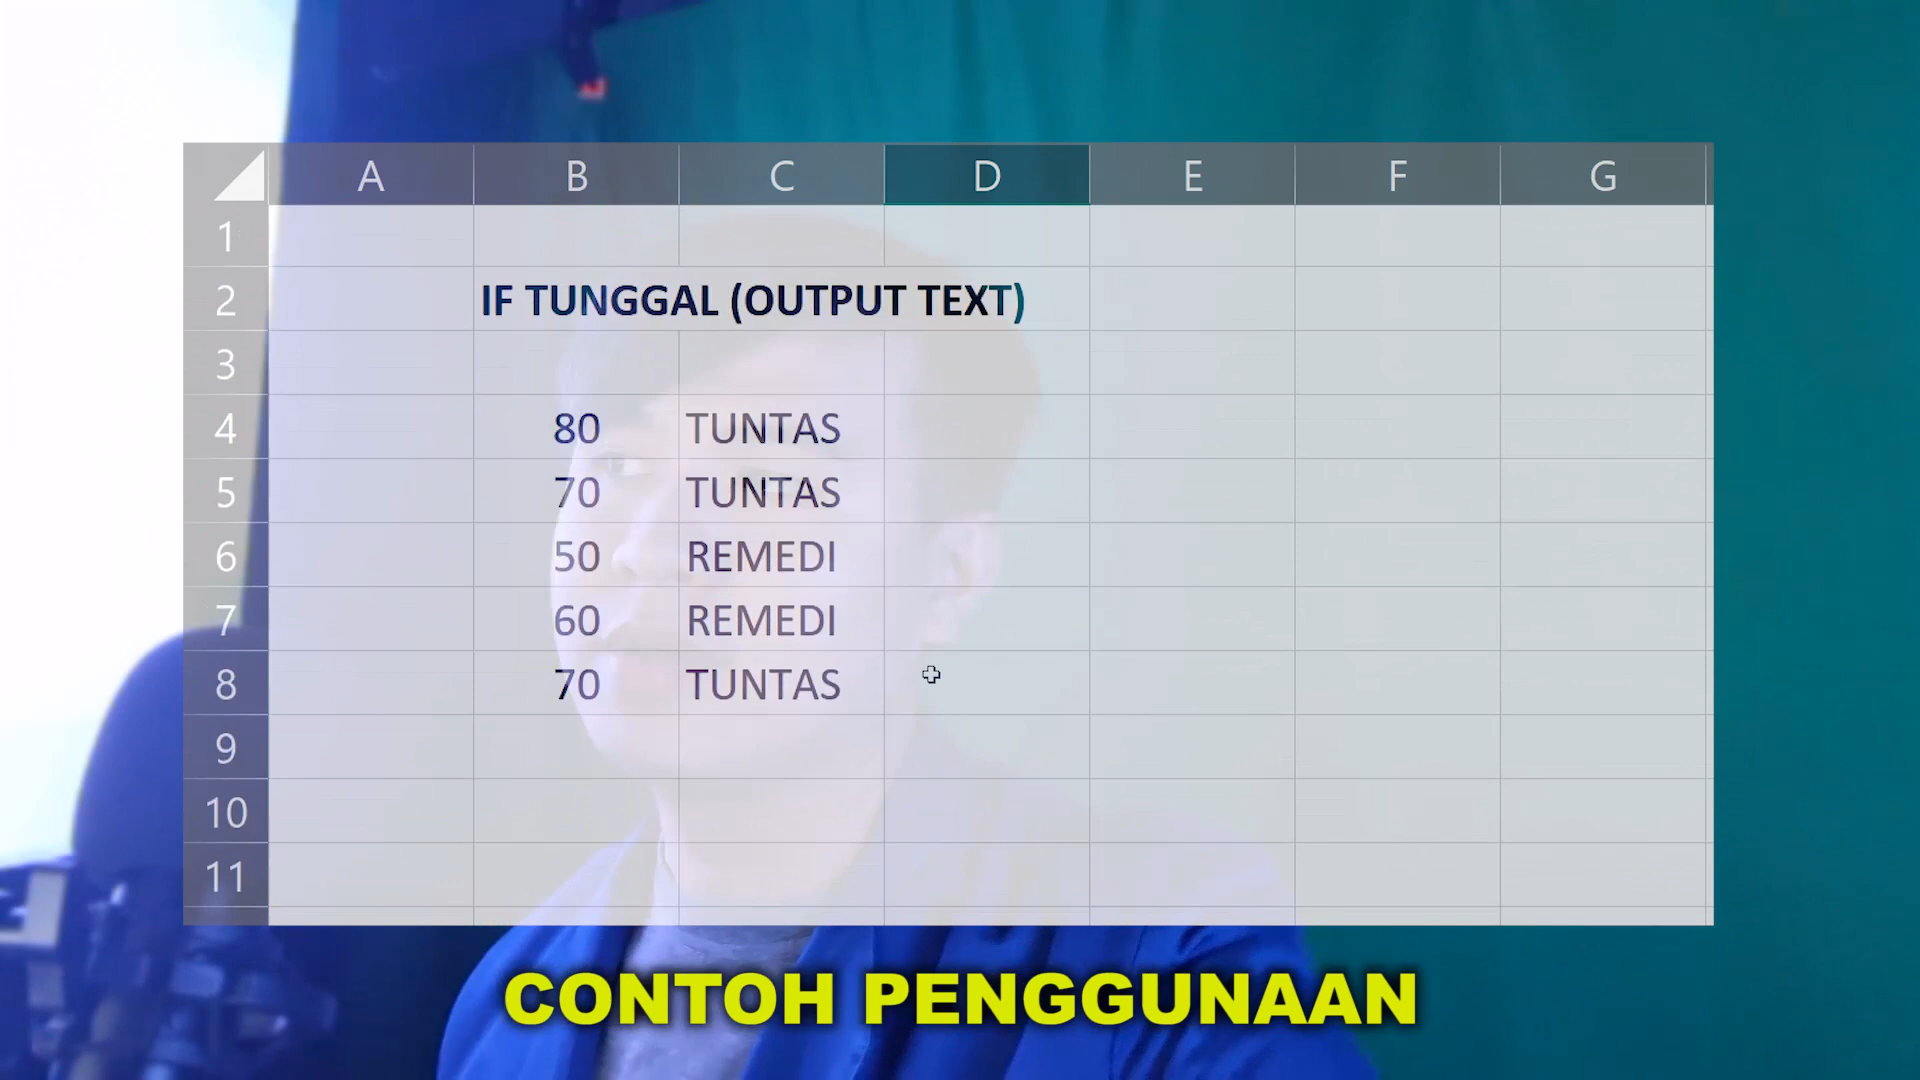 A B C D E F G
1
2 IF TUNGGAL (OUTPUT TEXT)
3
4 80 TUNTAS
5 70 TUNTAS
6 50 REMEDI
7 60 REMEDI
8 70 TUNTAS
9
10
11
CONTOH PENGGUNAAN